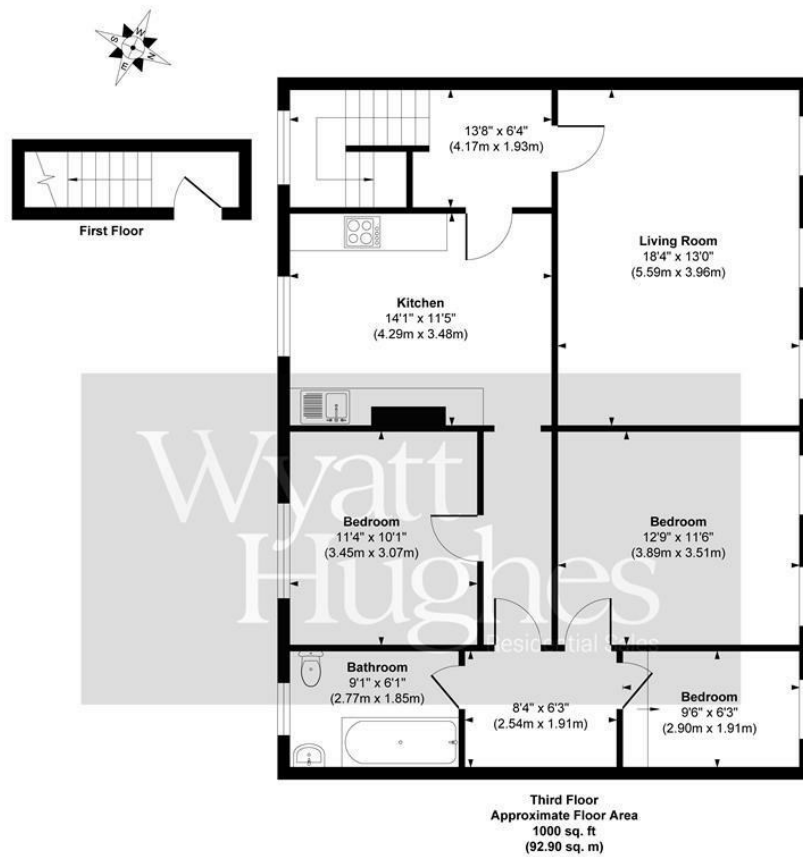 W
S
N
E
First Floor
13'8" x 6'4"
(4.17m x 1.93m)
Living Room
18'4" x 13'0"
(5.59m x 3.96m)
Kitchen
14'1" x 11'5"
(4.29m x 3.48m)
Wyatt
Hughes
Residential Sales
Bedroom
11'4" x 10'1"
(3.45m x 3.07m)
Bedroom
12'9" x 11'6"
(3.89m x 3.51m)
Bathroom
9'1" x 6'1"
(2.77m x 1.85m)
8'4" x 6'3"
(2.54m x 1.91m)
Bedroom
9'6" x 6'3"
(2.90m x 1.91m)
Third Floor
Approximate Floor Area
1000 sq. ft
(92.90 sq. m)